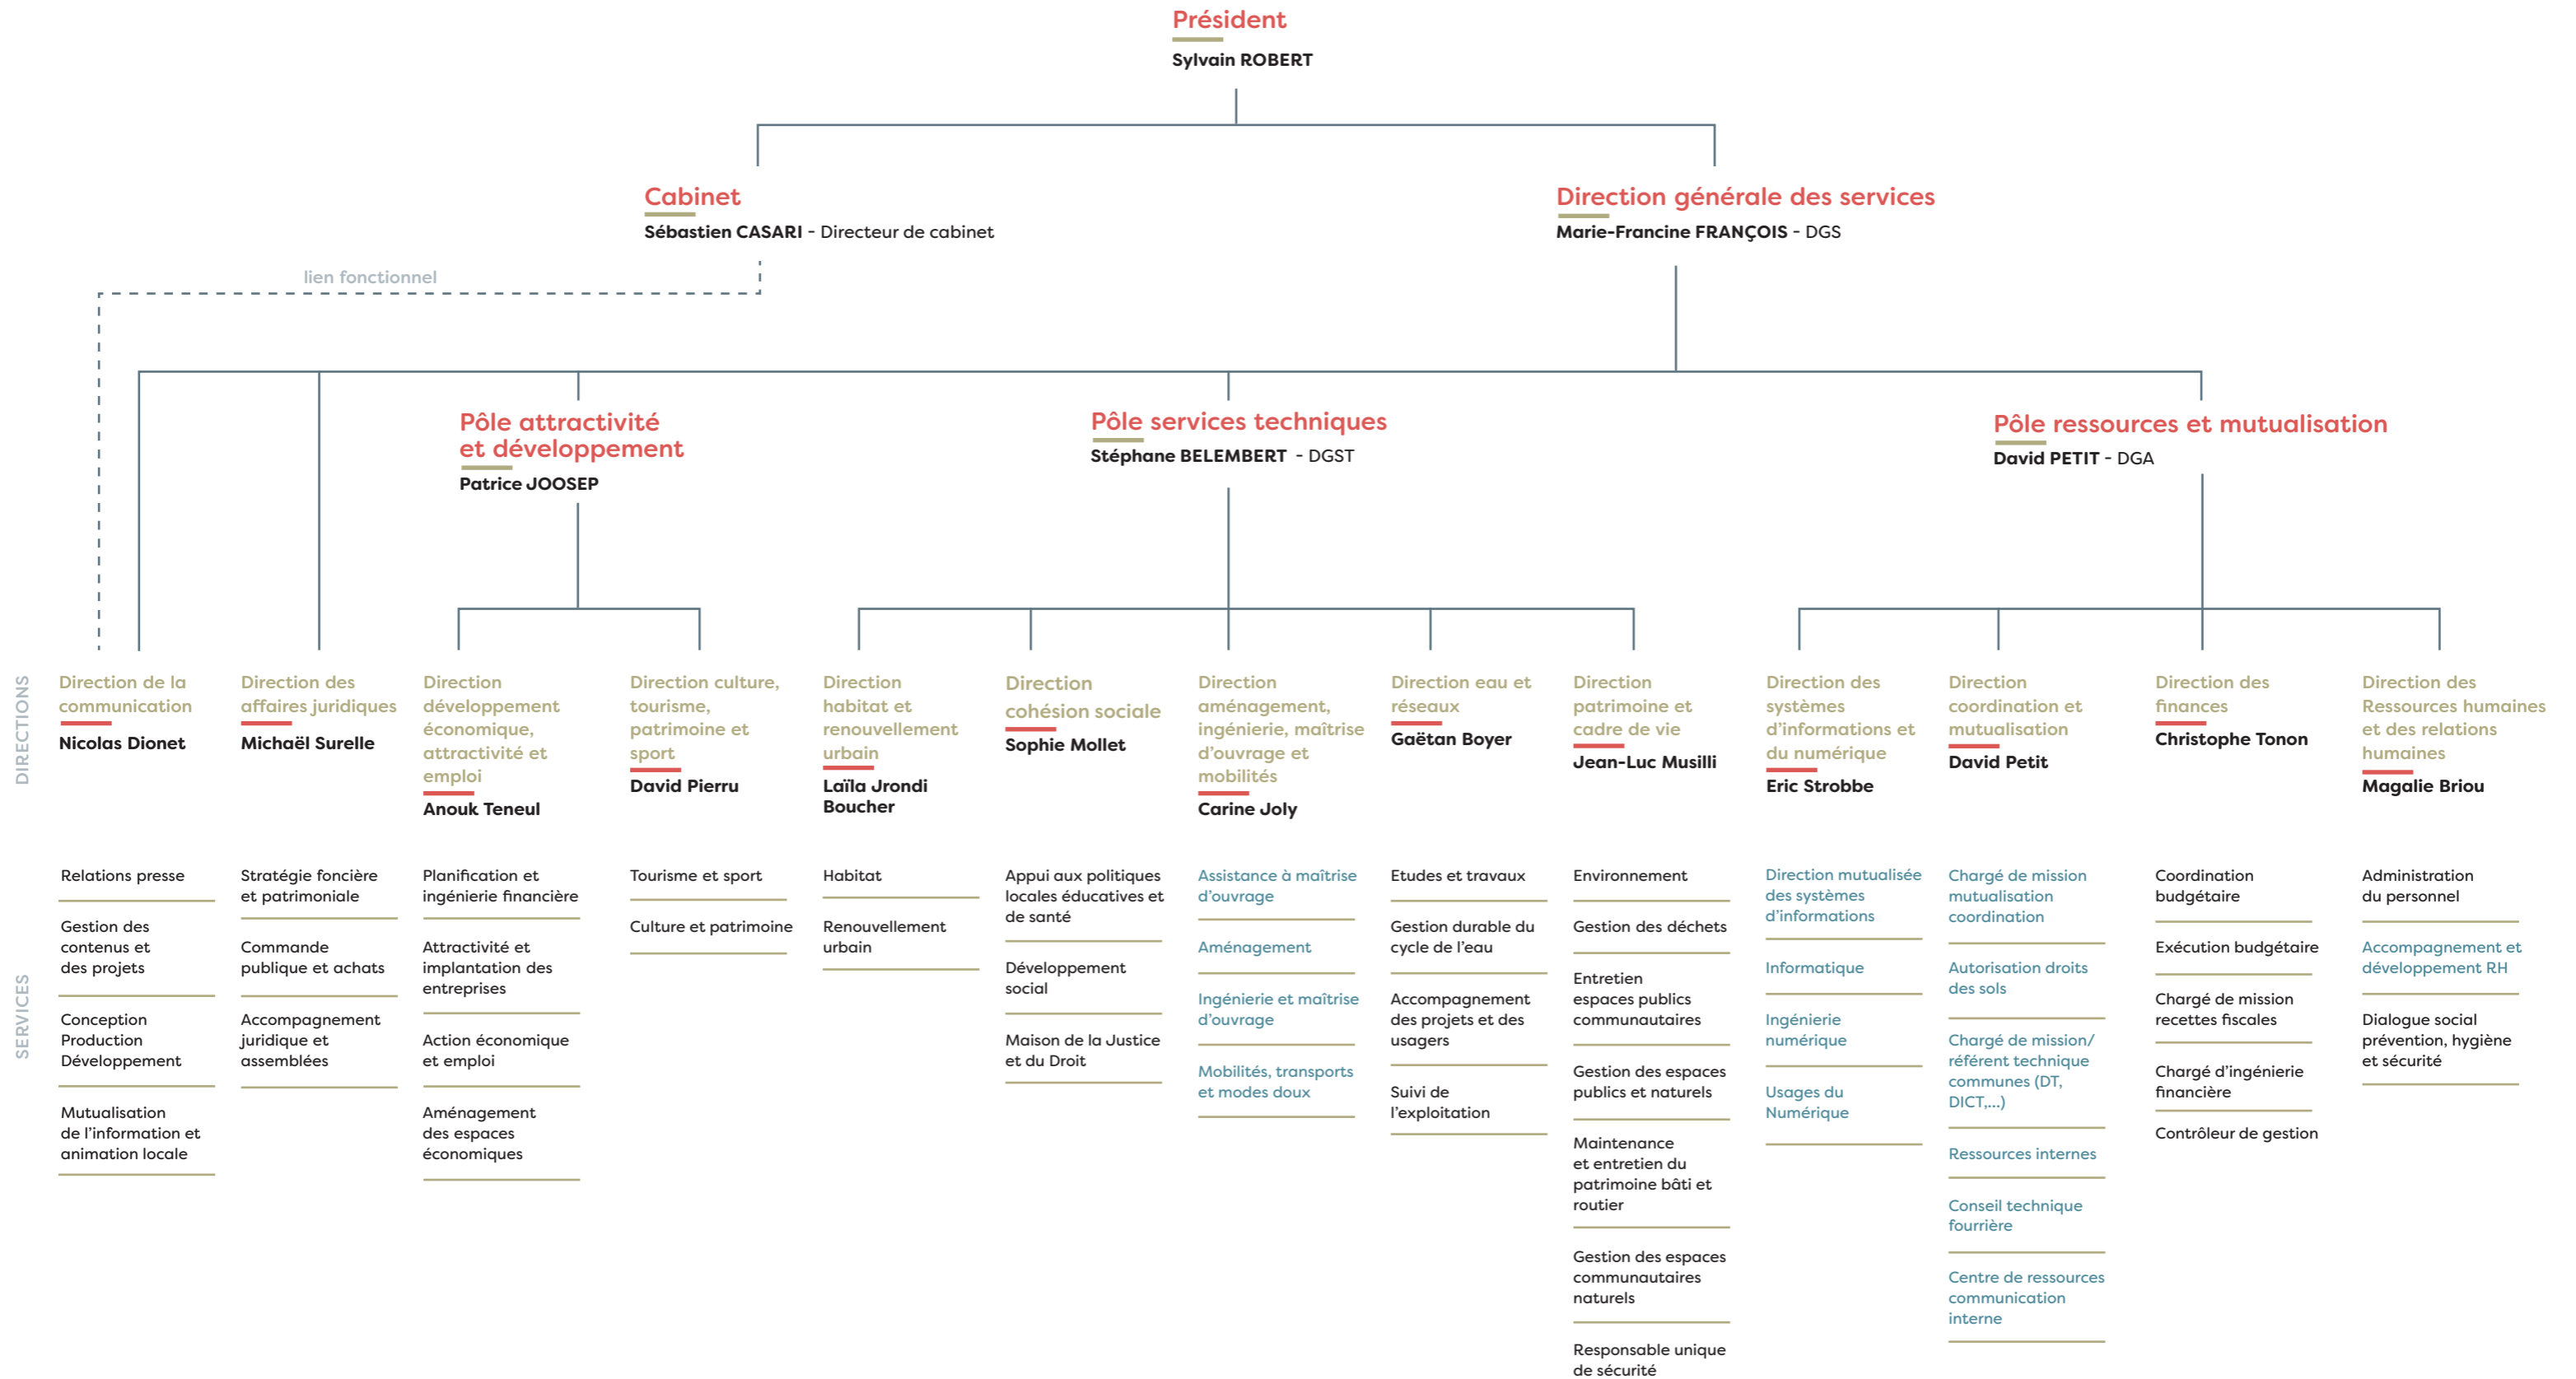 Président
Sylvain ROBERT
Cabinet
Sébastien CASARI - Directeur de cabinet
Direction générale des services
Marie-Francine FRANÇOIS - DGS
lien fonctionnel
Pôle attractivité
et développement
Patrice JOOSEP
Pôle services techniques
Stéphane BELEMBERT - DGST
Pôle ressources et mutualisation
David PETIT - DGA
DIRECTIONS
Direction de la
communication
Nicolas Dionet
Direction des
affaires juridiques
Michaël Surelle
Direction
développement
économique,
attractivité et
emploi
Anouk Teneul
Direction culture,
tourisme,
patrimoine et
sport
David Pierru
Direction
habitat et
renouvellement
urbain
Laïla Jrondi
Boucher
Direction
cohésion sociale
Sophie Mollet
Direction
aménagement,
ingénierie, maîtrise
d’ouvrage et
mobilités
Carine Joly
Direction eau et
réseaux
Gaëtan Boyer
Direction
patrimoine et
cadre de vie
Jean-Luc Musilli
Direction des
systèmes
d’informations et
du numérique
Eric Strobbe
Direction
coordination et
mutualisation
David Petit
Direction des
finances
Christophe Tonon
Direction des
Ressources humaines
et des relations
humaines
Magalie Briou
SERVICES
Relations presse
Gestion des
contenus et
des projets
Conception
Production
Développement
Mutualisation
de l’information et
animation locale
Stratégie foncière
et patrimoniale
Commande
publique et achats
Accompagnement
juridique et
assemblées
Planification et
ingénierie financière
Attractivité et
implantation des
entreprises
Action économique
et emploi
Aménagement
des espaces
économiques
Tourisme et sport
Culture et patrimoine
Habitat
Renouvellement
urbain
Appui aux politiques
locales éducatives et
de santé
Développement
social
Maison de la Justice
et du Droit
Assistance à maîtrise
d’ouvrage
Aménagement
Ingénierie et maîtrise
d’ouvrage
Mobilités, transports
et modes doux
Etudes et travaux
Gestion durable du
cycle de l’eau
Accompagnement
des projets et des
usagers
Suivi de
l’exploitation
Environnement
Gestion des déchets
Entretien
espaces publics
communautaires
Gestion des espaces
publics et naturels
Maintenance
et entretien du
patrimoine bâti et
routier
Gestion des espaces
communautaires
naturels
Responsable unique
de sécurité
Direction mutualisée
des systèmes
d’informations
Informatique
Ingénierie
numérique
Usages du
Numérique
Chargé de mission
mutualisation
coordination
Autorisation droits
des sols
Chargé de mission/
référent technique
communes (DT,
DICT,...)
Ressources internes
Conseil technique
fourrière
Centre de ressources
communication
interne
Coordination
budgétaire
Exécution budgétaire
Chargé de mission
recettes fiscales
Chargé d’ingénierie
financière
Contrôleur de gestion
Administration
du personnel
Accompagnement et
développement RH
Dialogue social
prévention, hygiène
et sécurité